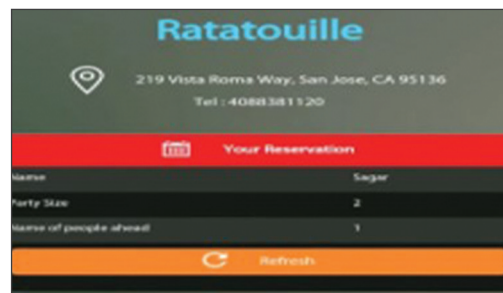 Ratatouille
219 Vista Roma Way, San Jose, CA 95136
Tel : 4088381120
Your Reservation
Name Sagar
Party Size 2
Name of people ahead 1
Refresh